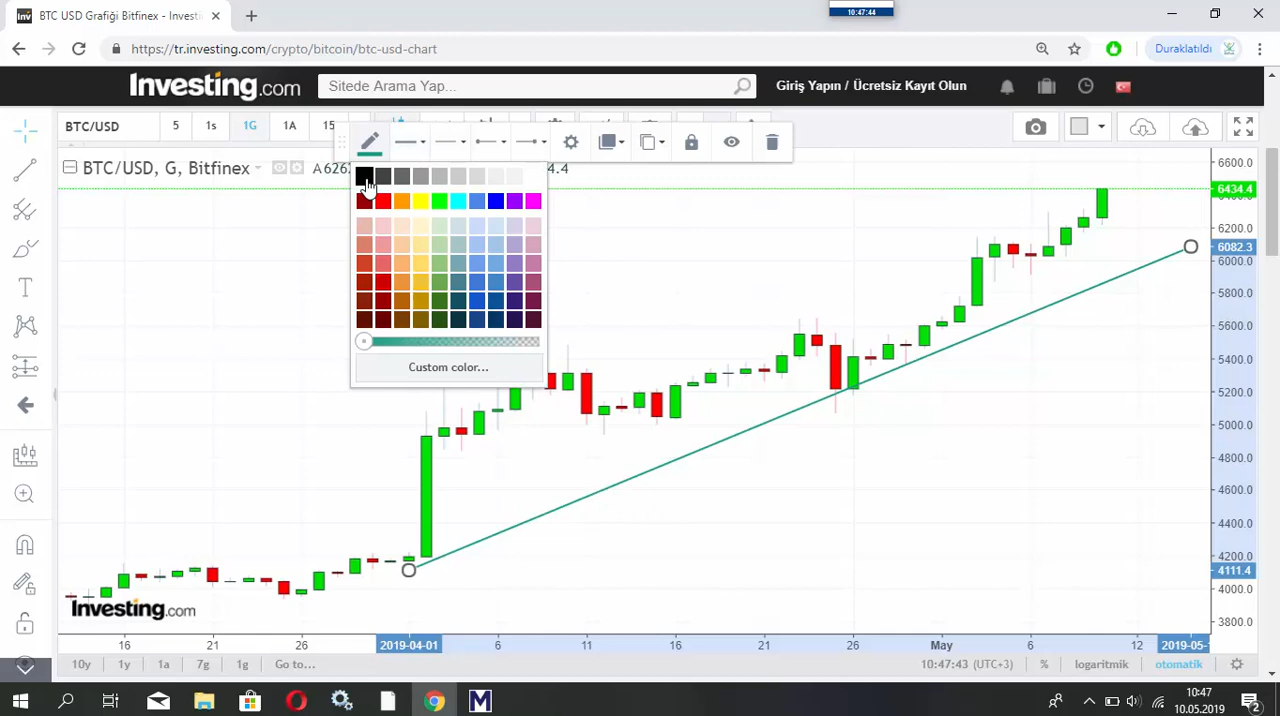 10:47:44
BTC USD Grafiği Bitfinex, Investi
https://tr.investing.com/crypto/bitcoin/btc-usd-chart
Duraklatıldı
Investing.com
Sitede Arama Yap...
Giriş Yapın / Ücretsiz Kayıt Olun
BTC/USD
5
1s
1G
1A
15
BTC/USD, G, Bitfinex
4.4
Custom color...
6600.0
6434.4
6200.0
6082.3
6000.0
5800.0
5600.0
5400.0
5200.0
5000.0
4800.0
4600.0
4400.0
4200.0
4111.4
4000.0
3800.0
Investing.com
16
21
26
2019-04-01
6
11
16
21
26
May
6
12
2019-05-
10y
1y
1a
7g
1g
Go to...
10:47:43 (UTC+3)
%
logaritmik
otomatik
10:47
10.05.2019
2